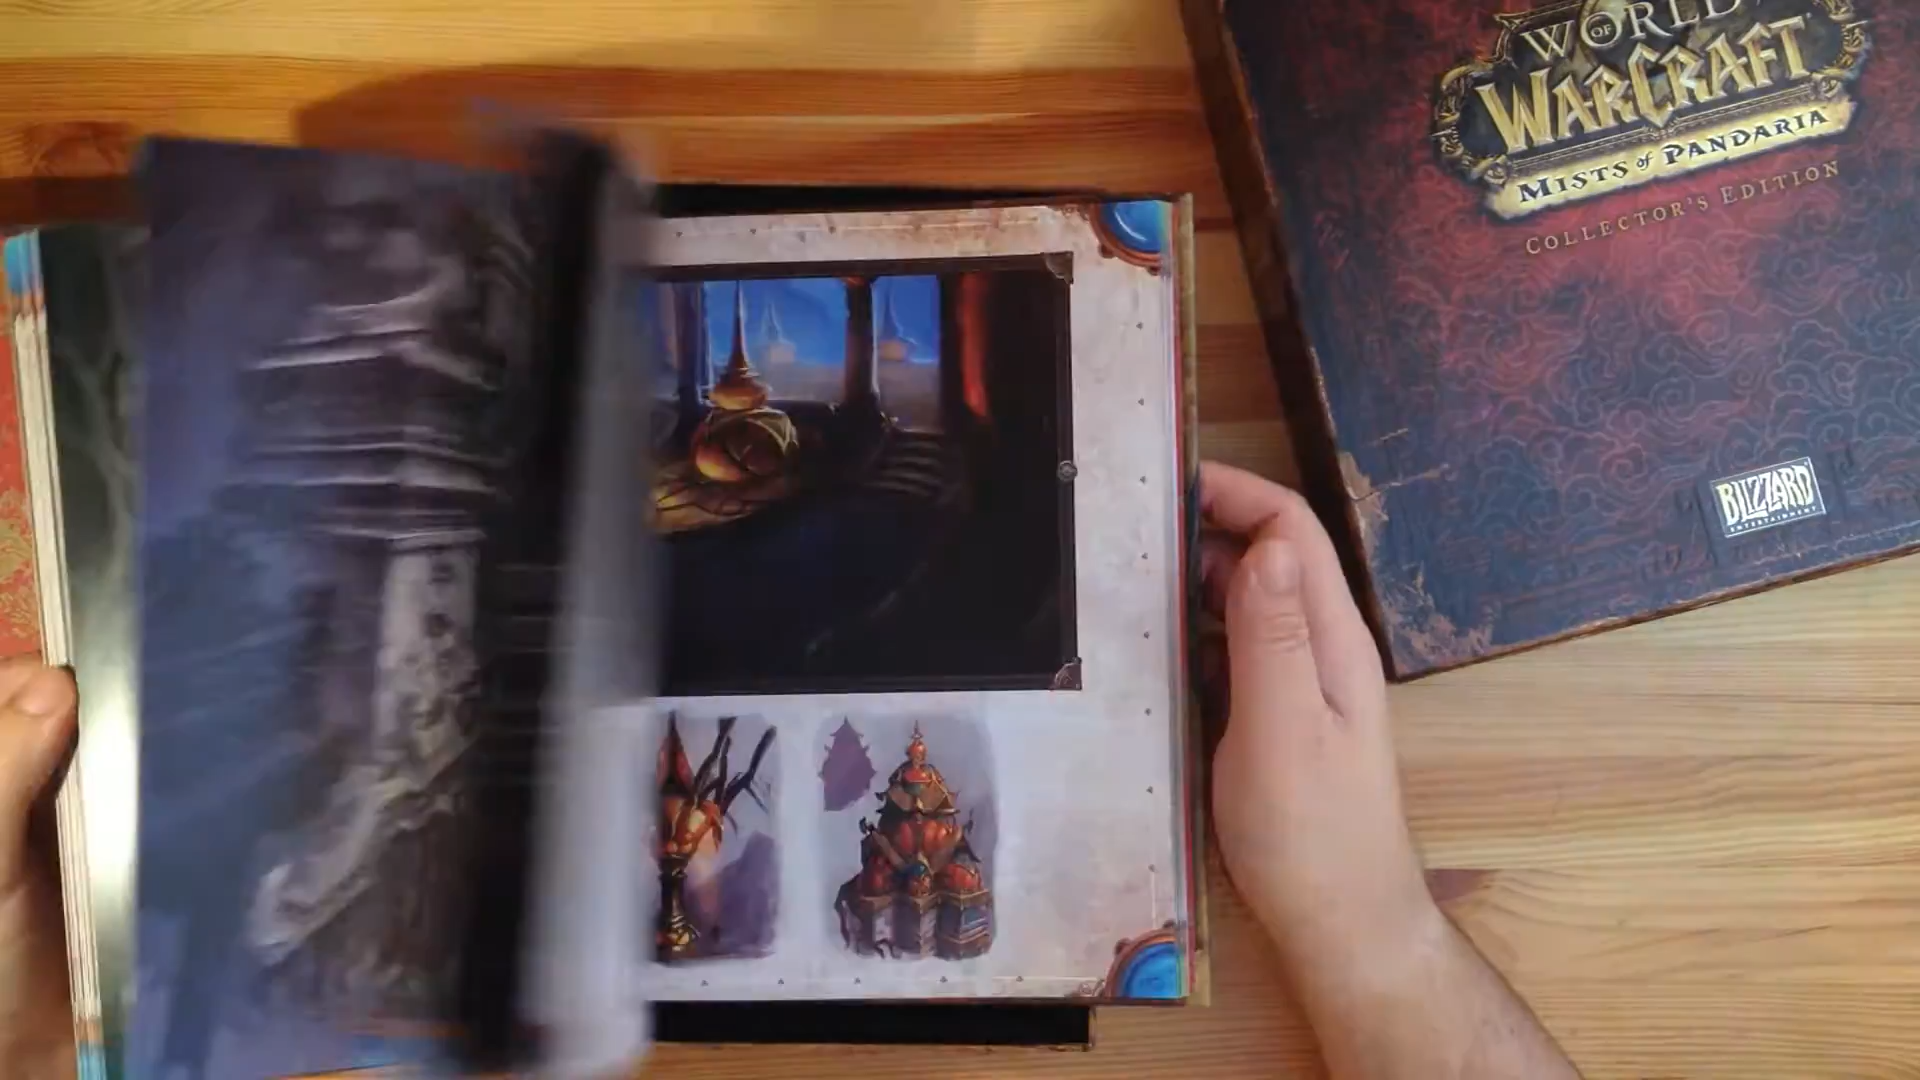 WORLD
OF
WARCRAFT
MISTS of PANDARIA
COLLECTOR'S EDITION
BLIZZARD
ENTERTAINMENT